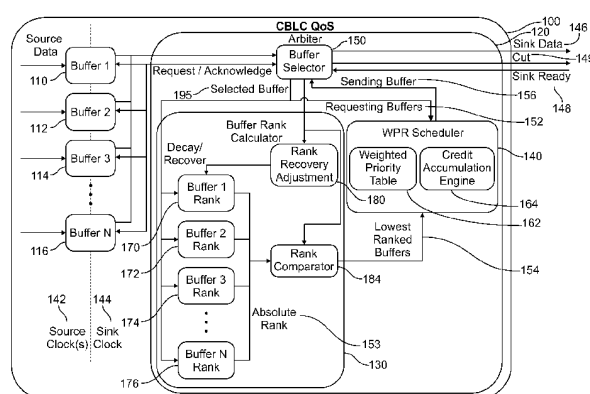 CBLC QoS
100
120
Source
Data
Buffer 1
110
Buffer 2
112
Buffer 3
114
Buffer N
116
142
144
Source
Clock(s)
Sink
Clock
Arbiter
150
Buffer
Selector
Sink Data
146
Cut
149
Sink Ready
148
Request / Acknowledge
195
Selected Buffer
Sending Buffer
156
Requesting Buffers
152
Buffer Rank
Calculator
WPR Scheduler
140
Weighted
Priority
Table
Credit
Accumulation
Engine
164
162
Decay/
Recover
Rank
Recovery
Adjustment
180
Buffer 1
Rank
170
Buffer 2
Rank
172
Buffer 3
Rank
174
Buffer N
Rank
176
Rank
Comparator
184
Lowest
Ranked
Buffers
154
Absolute
Rank
153
130